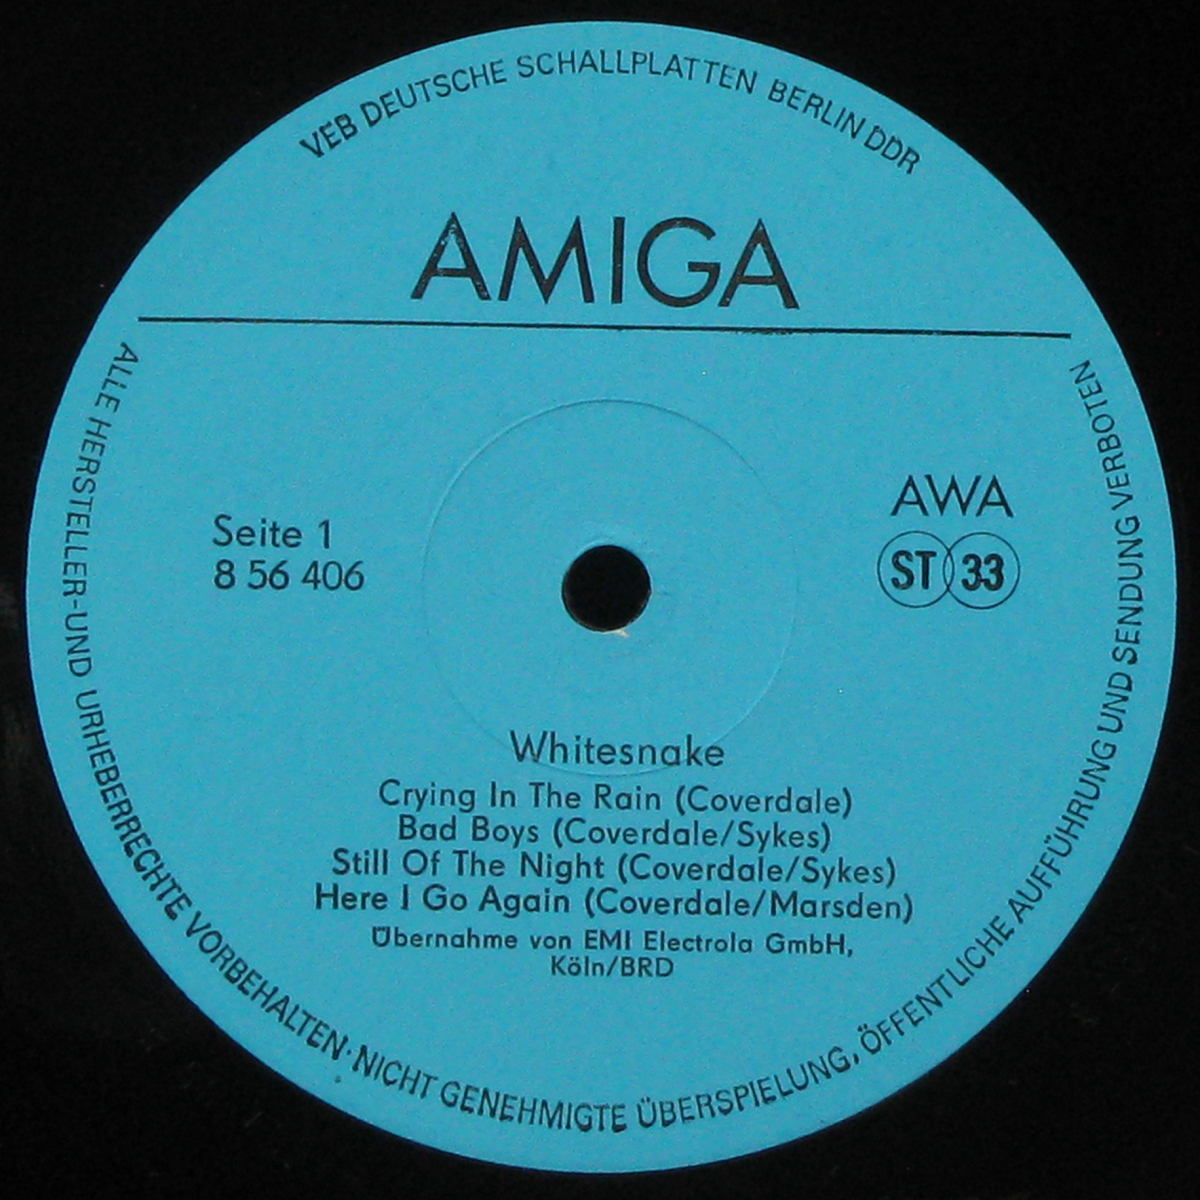 VEB DEUTSCHE SCHALLPLATTEN BERLIN DDR
AMIGA
Seite 1
8 56 406
AWA
ST 33
Whitesnake
Crying In The Rain (Coverdale)
Bad Boys (Coverdale/Sykes)
Still Of The Night (Coverdale/Sykes)
Here I Go Again (Coverdale/Marsden)
Übernahme von EMI Electrola GmbH,
Köln/BRD
ALLE HERSTELLER-UND URHEBERRECHTE VORBEHALTEN·NICHT GENEHMIGTE ÜBERSPIELUNG, ÖFFENTLICHE AUFFÜHRUNG UND SENDUNG VERBOTEN